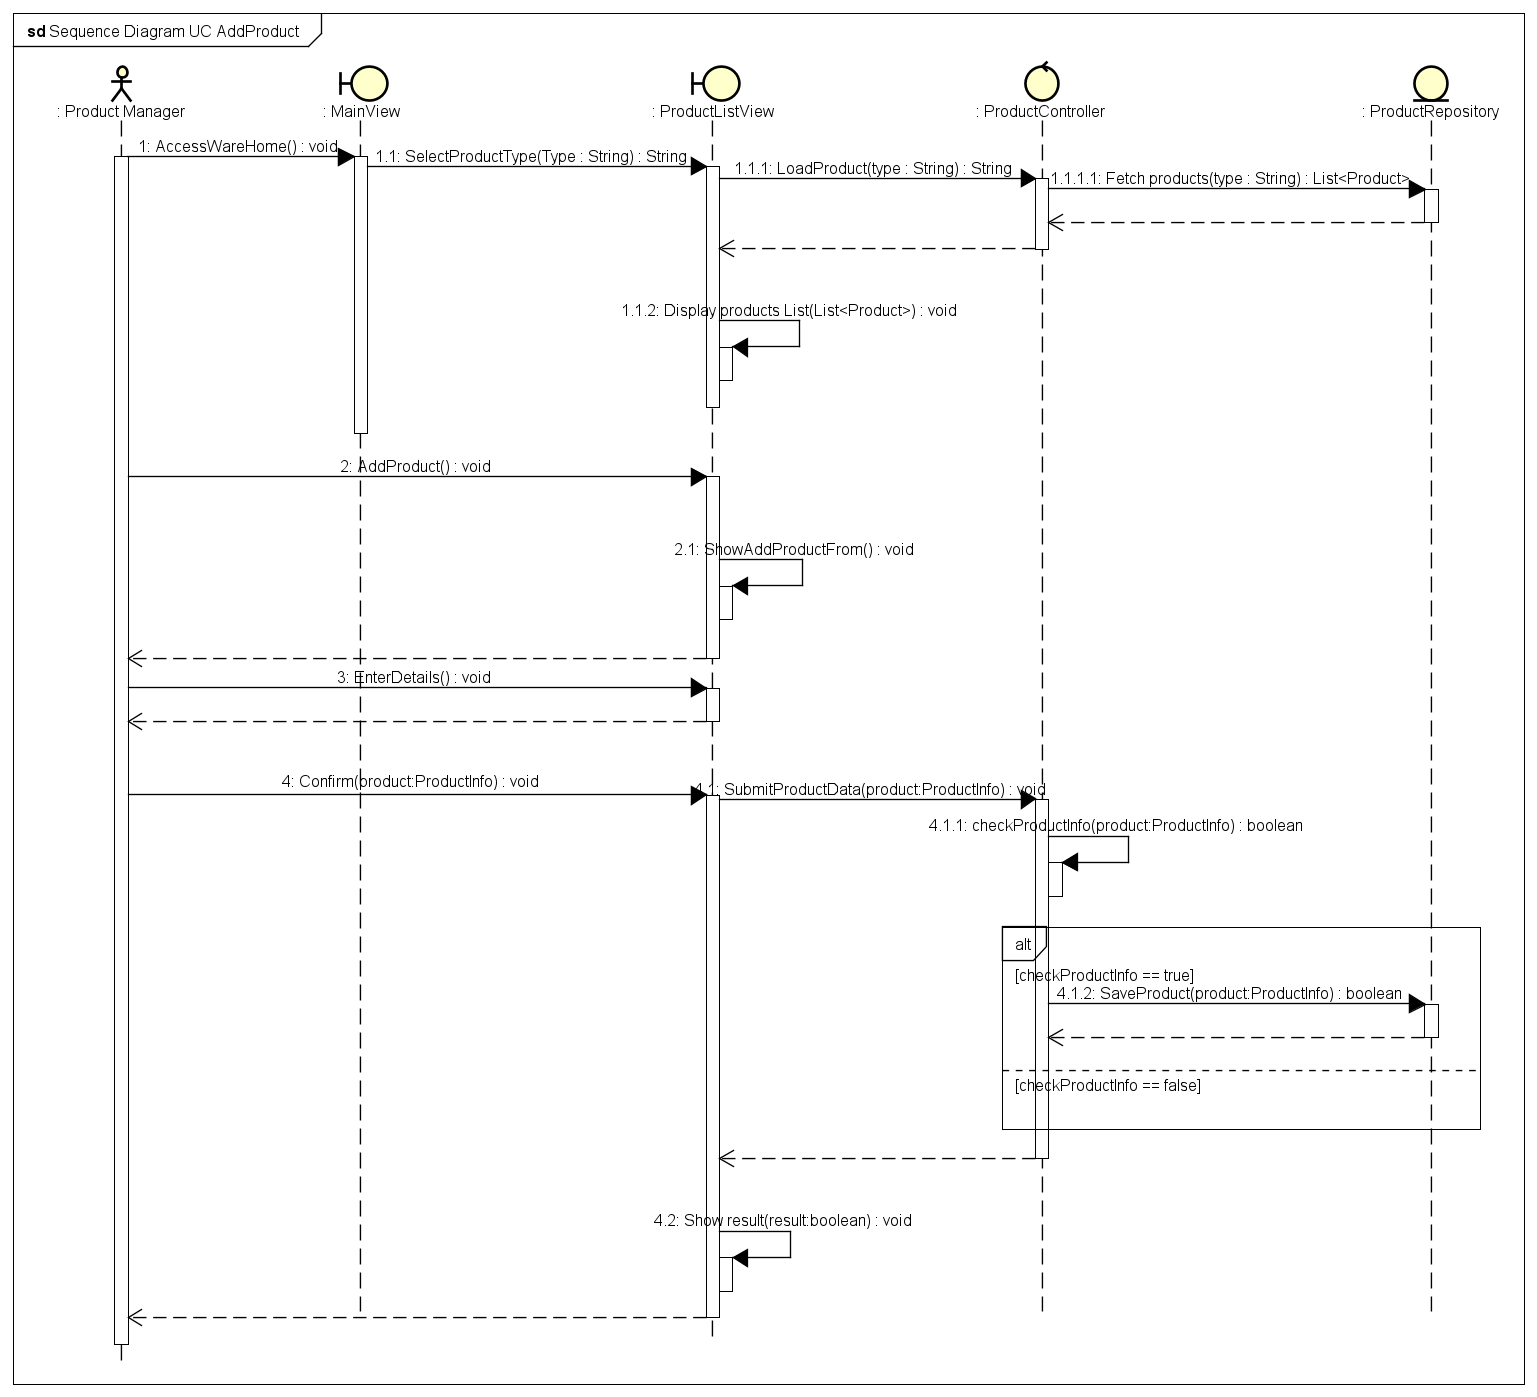 sd Sequence Diagram UC AddProduct
: Product Manager
: MainView
: ProductListView
: ProductController
: ProductRepository
1: AccessWareHome() : void
1.1: SelectProductType(Type : String) : String
1.1.1: LoadProduct(type : String) : String
1.1.1.1: Fetch products(type : String) : List<Product>
1.1.2: Display products List(List<Product>) : void
2: AddProduct() : void
2.1: ShowAddProductFrom() : void
3: EnterDetails() : void
4: Confirm(product:ProductInfo) : void
4.1: SubmitProductData(product:ProductInfo) : void
4.1.1: checkProductInfo(product:ProductInfo) : boolean
alt
[checkProductInfo == true]
4.1.2: SaveProduct(product:ProductInfo) : boolean
[checkProductInfo == false]
4.2: Show result(result:boolean) : void